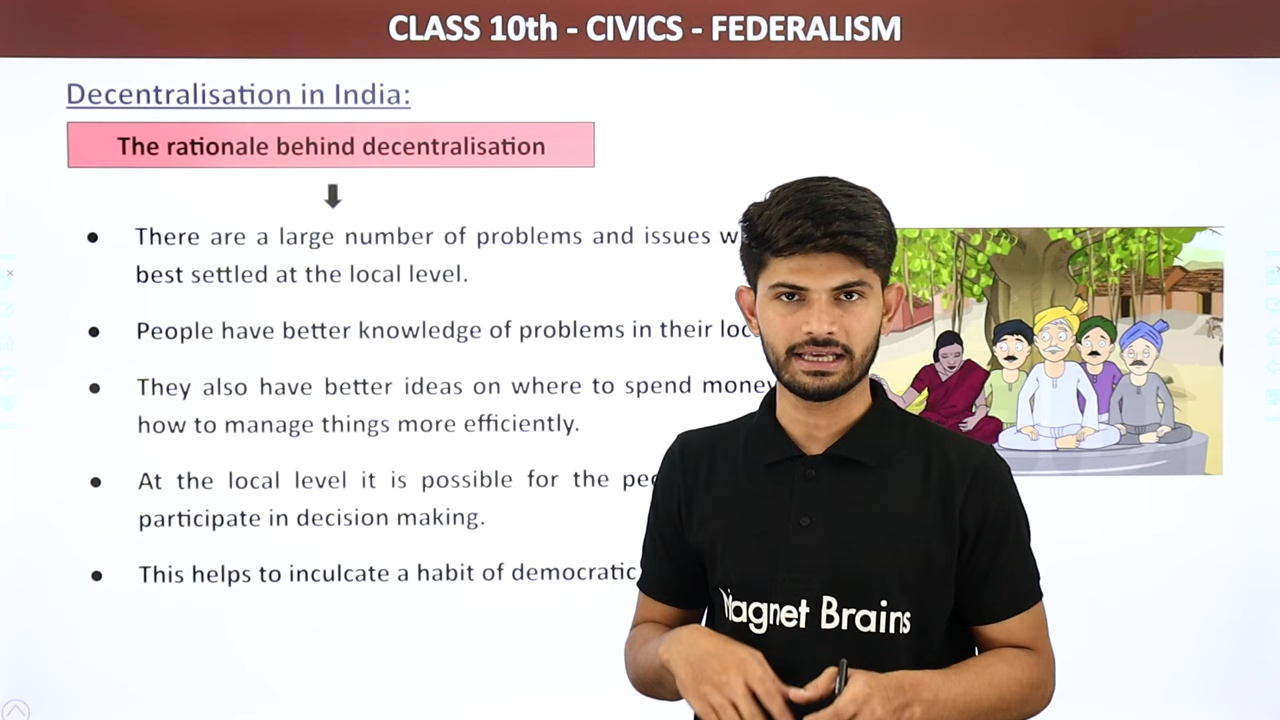 CLASS 10th - CIVICS - FEDERALISM
Decentralisation in India:
The rationale behind decentralisation
● There are a large number of problems and issues
best settled at the local level.
● People have better knowledge of problems in their
● They also have better ideas on where to spend money
how to manage things more efficiently.
● At the local level it is possible for the
participate in decision making.
● This helps to inculcate a habit of democratic
Magnet Brains